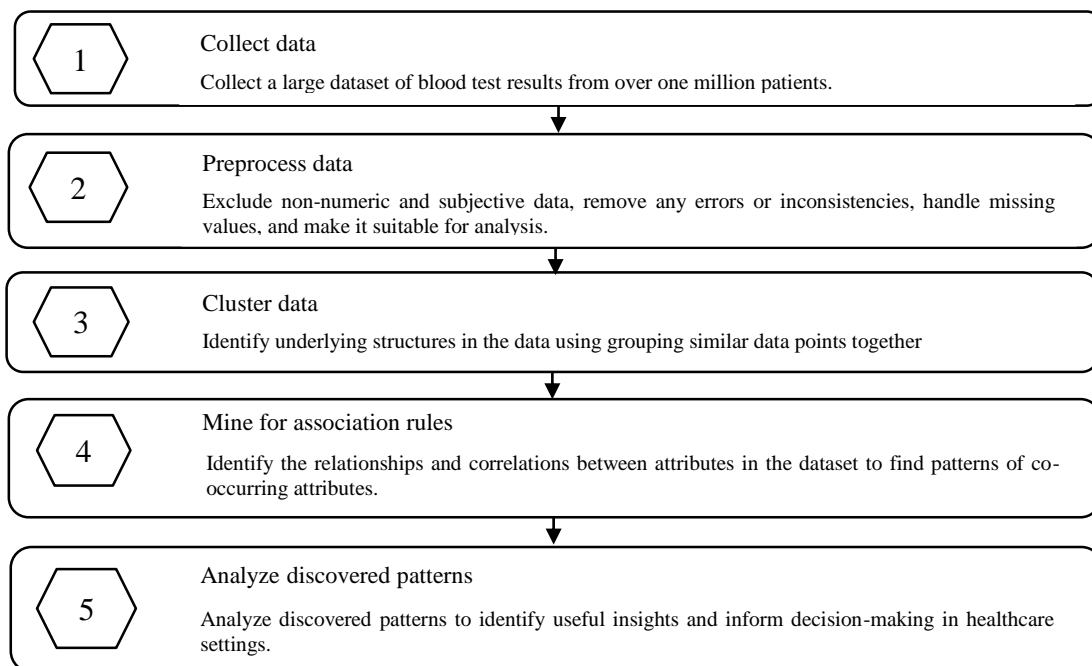 1
Collect data
Collect a large dataset of blood test results from over one million patients.
2
Preprocess data
Exclude non-numeric and subjective data, remove any errors or inconsistencies, handle missing
values, and make it suitable for analysis.
3
Cluster data
Identify underlying structures in the data using grouping similar data points together
4
Mine for association rules
Identify the relationships and correlations between attributes in the dataset to find patterns of co-
occurring attributes.
5
Analyze discovered patterns
Analyze discovered patterns to identify useful insights and inform decision-making in healthcare
settings.